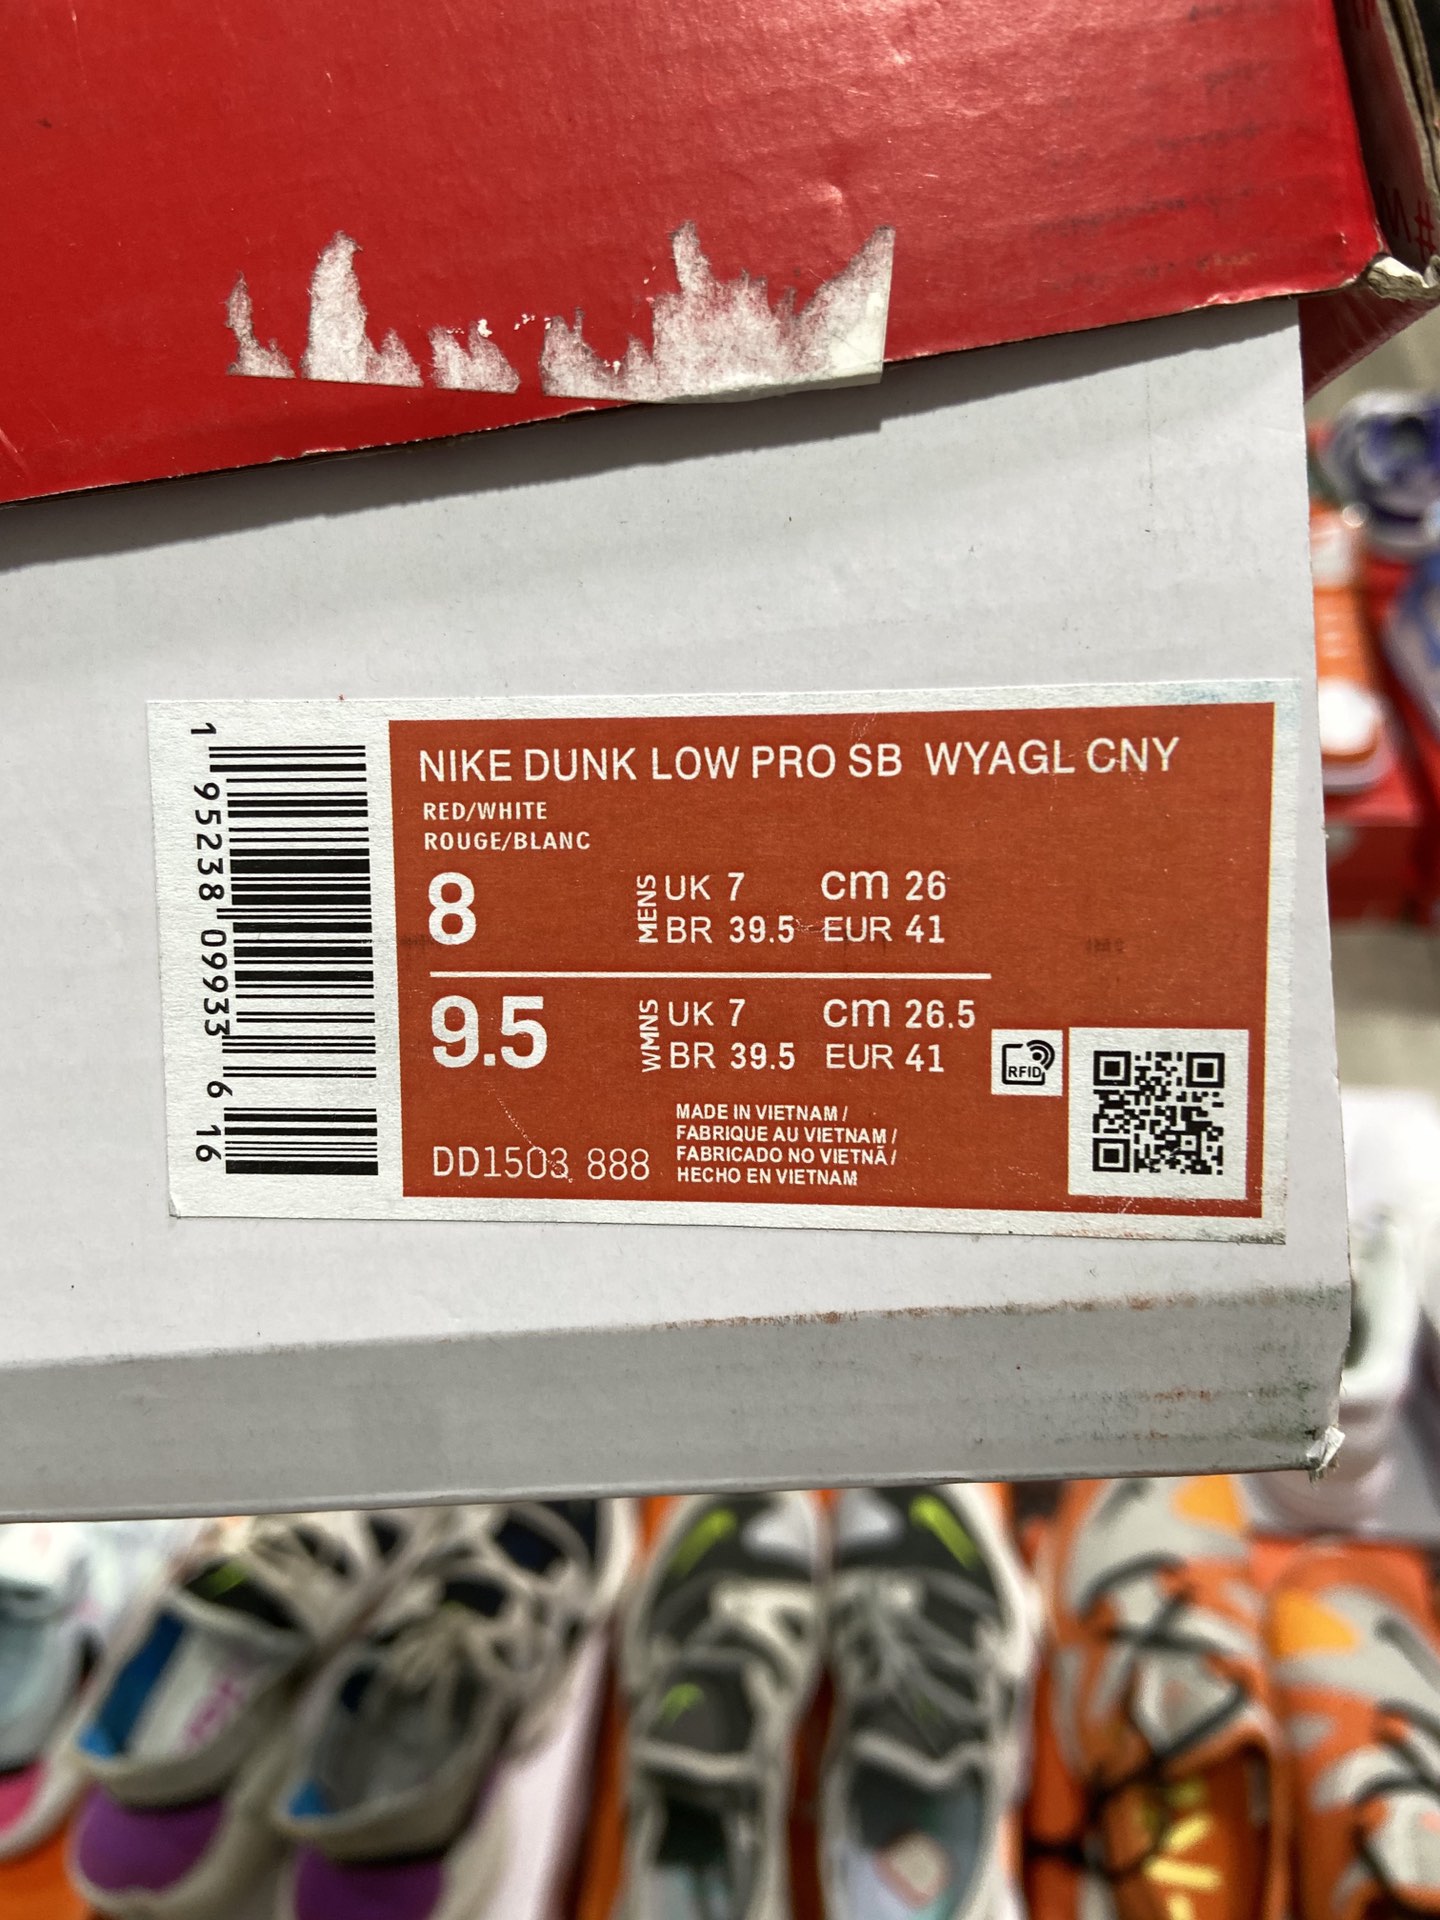 NIKE DUNK LOW PRO SB WYAGL CNY
RED/WHITE
ROUGE/BLANC
8 MENS UK 7 cm 26
BR 39.5 EUR 41
9.5 WMNS UK 7 cm 26.5
BR 39.5 EUR 41
RFID
MADE IN VIETNAM /
FABRIQUE AU VIETNAM /
FABRICADO NO VIETNÃ /
HECHO EN VIETNAM
DD1503 888
1 95238 09933 6 16